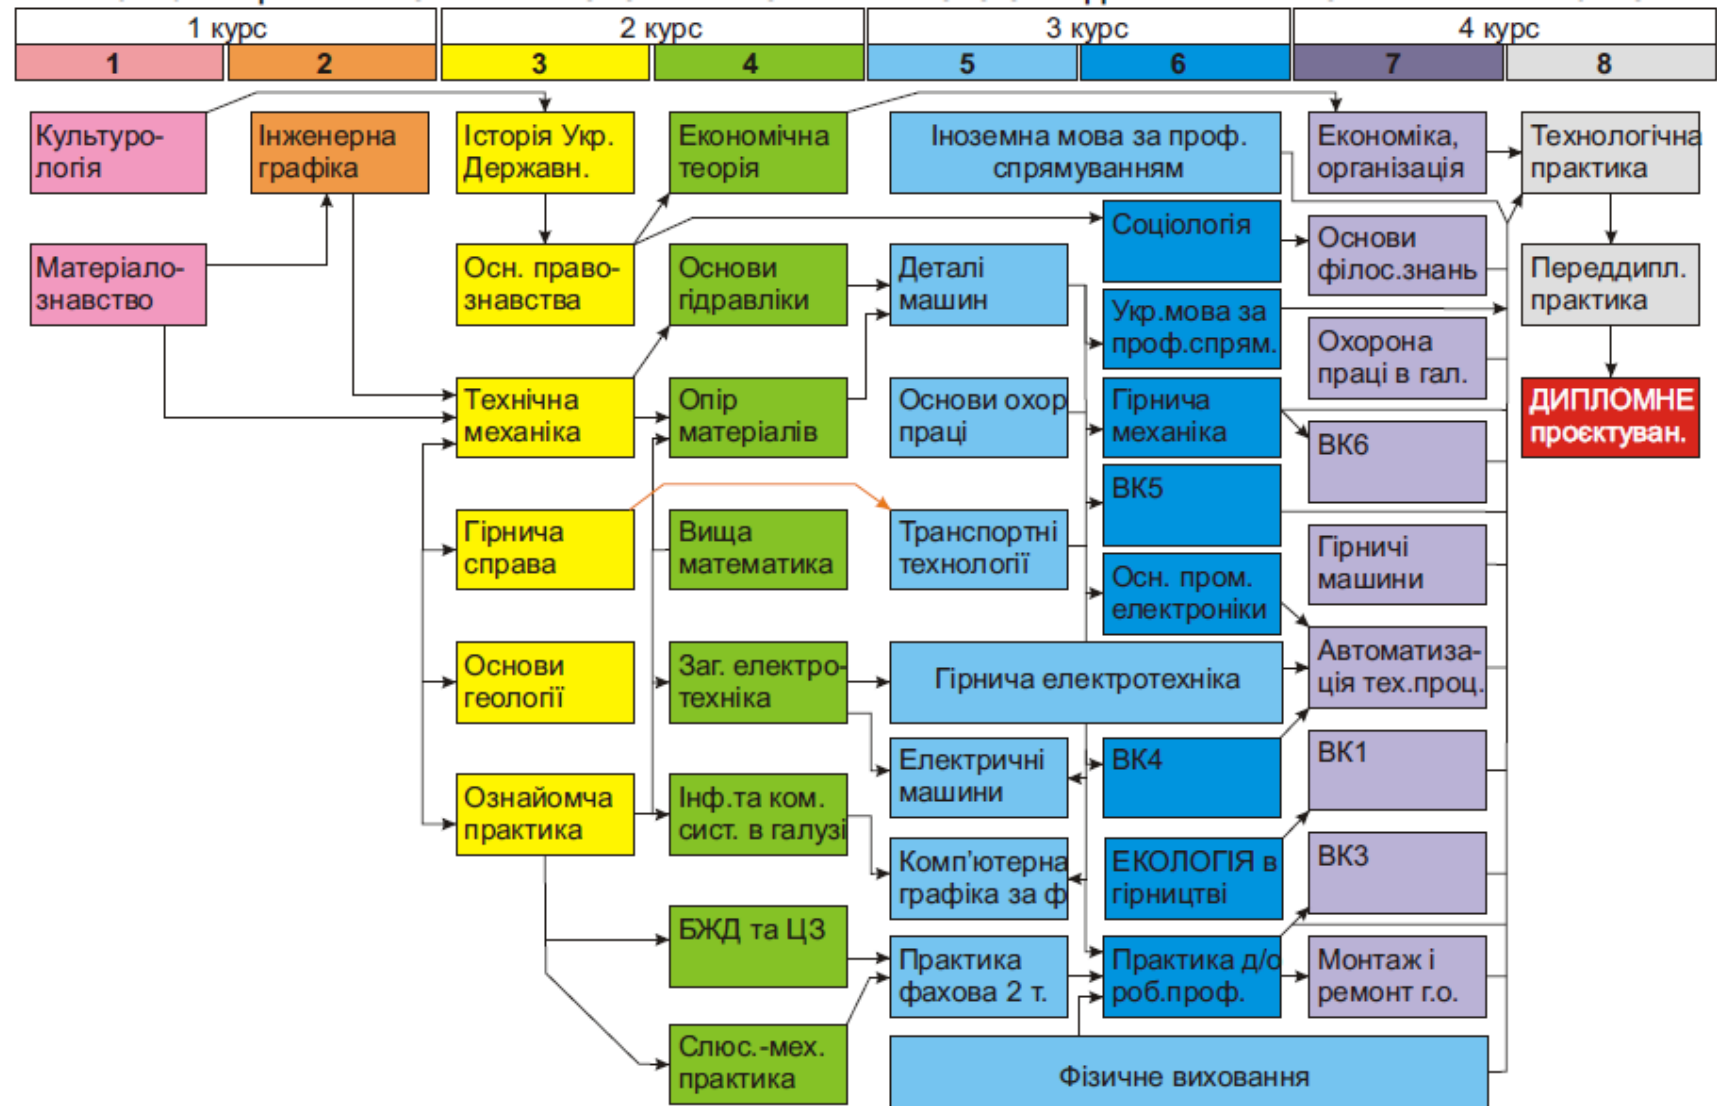 1 курс
2 курс
3 курс
4 курс
1
2
3
4
5
6
7
8
Культуро-
логія
Інженерна
графіка
Історія Укр.
Державн.
Економічна
теорія
Іноземна мова за проф.
спрямуванням
Економіка,
організація
Технологічна
практика
Соціологія
Матеріало-
знавство
Осн. право-
знавства
Основи
гідравліки
Деталі
машин
Основи
філос.знань
Переддипл.
практика
Укр.мова за
проф.спрям.
Охорона
праці в гал.
Технічна
механіка
Опір
матеріалів
Основи охор
праці
Гірнича
механіка
ВК6
ДИПЛОМНЕ
проєктуван.
ВК5
Гірнича
справа
Вища
математика
Транспортні
технології
Гірничі
машини
Осн. пром.
електроніки
Основи
геології
Заг. електро-
техніка
Гірнича електротехніка
Автоматиза-
ція тех.проц.
Електричні
машини
ВК4
ВК1
Ознайомча
практика
Інф.та ком.
сист. в галузі
Комп'ютерна
графіка за ф
ЕКОЛОГІЯ в
гірництві
ВК3
БЖД та ЦЗ
Практика
фахова 2 т.
Практика д/о
роб.проф.
Монтаж і
ремонт г.о.
Слюс.-мех.
практика
Фізичне виховання